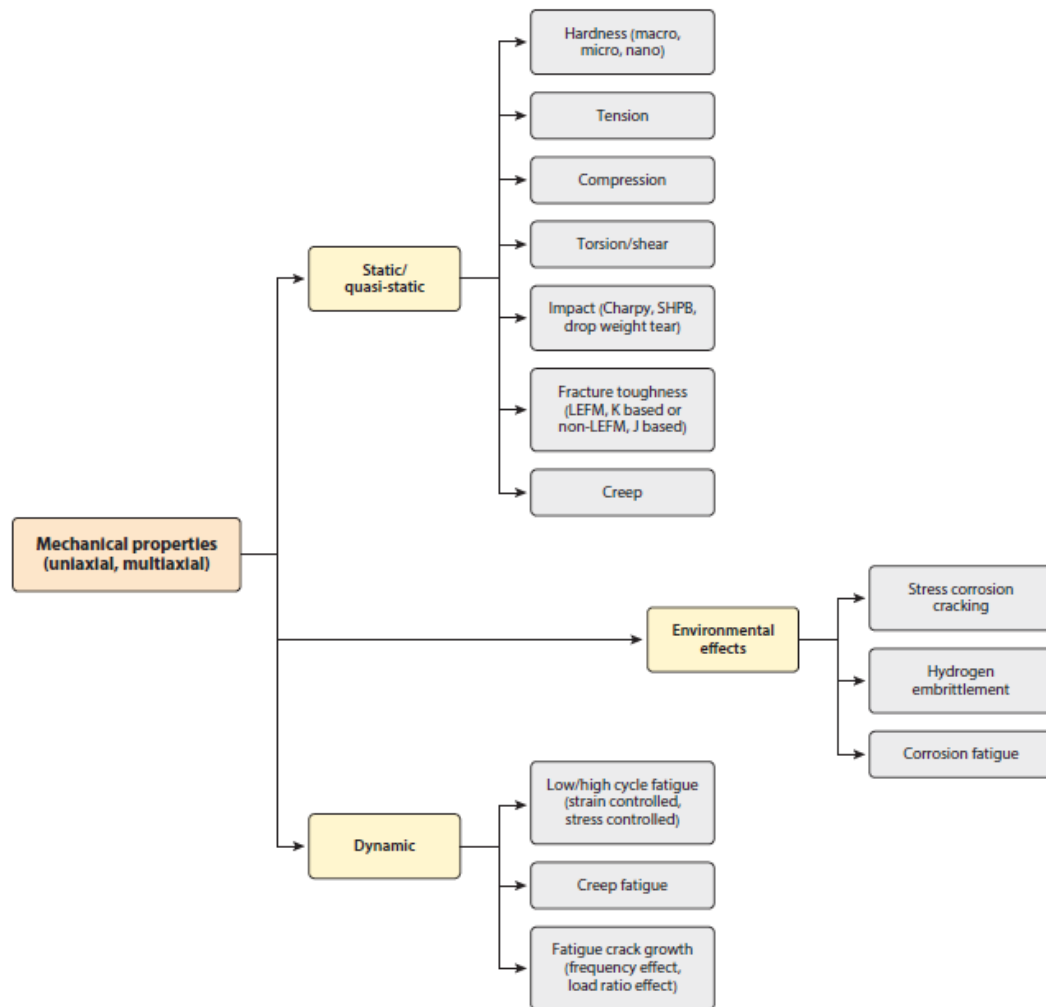 Hardness (macro,
micro, nano)
Tension
Compression
Torsion/shear
Static/
quasi-static
Impact (Charpy, SHPB,
drop weight tear)
Fracture toughness
(LEFM, K based or
non-LEFM, J based)
Creep
Mechanical properties
(uniaxial, multiaxial)
Stress corrosion
cracking
Environmental
effects
Hydrogen
embrittlement
Corrosion fatigue
Low/high cycle fatigue
(strain controlled,
stress controlled)
Dynamic
Creep fatigue
Fatigue crack growth
(frequency effect,
load ratio effect)